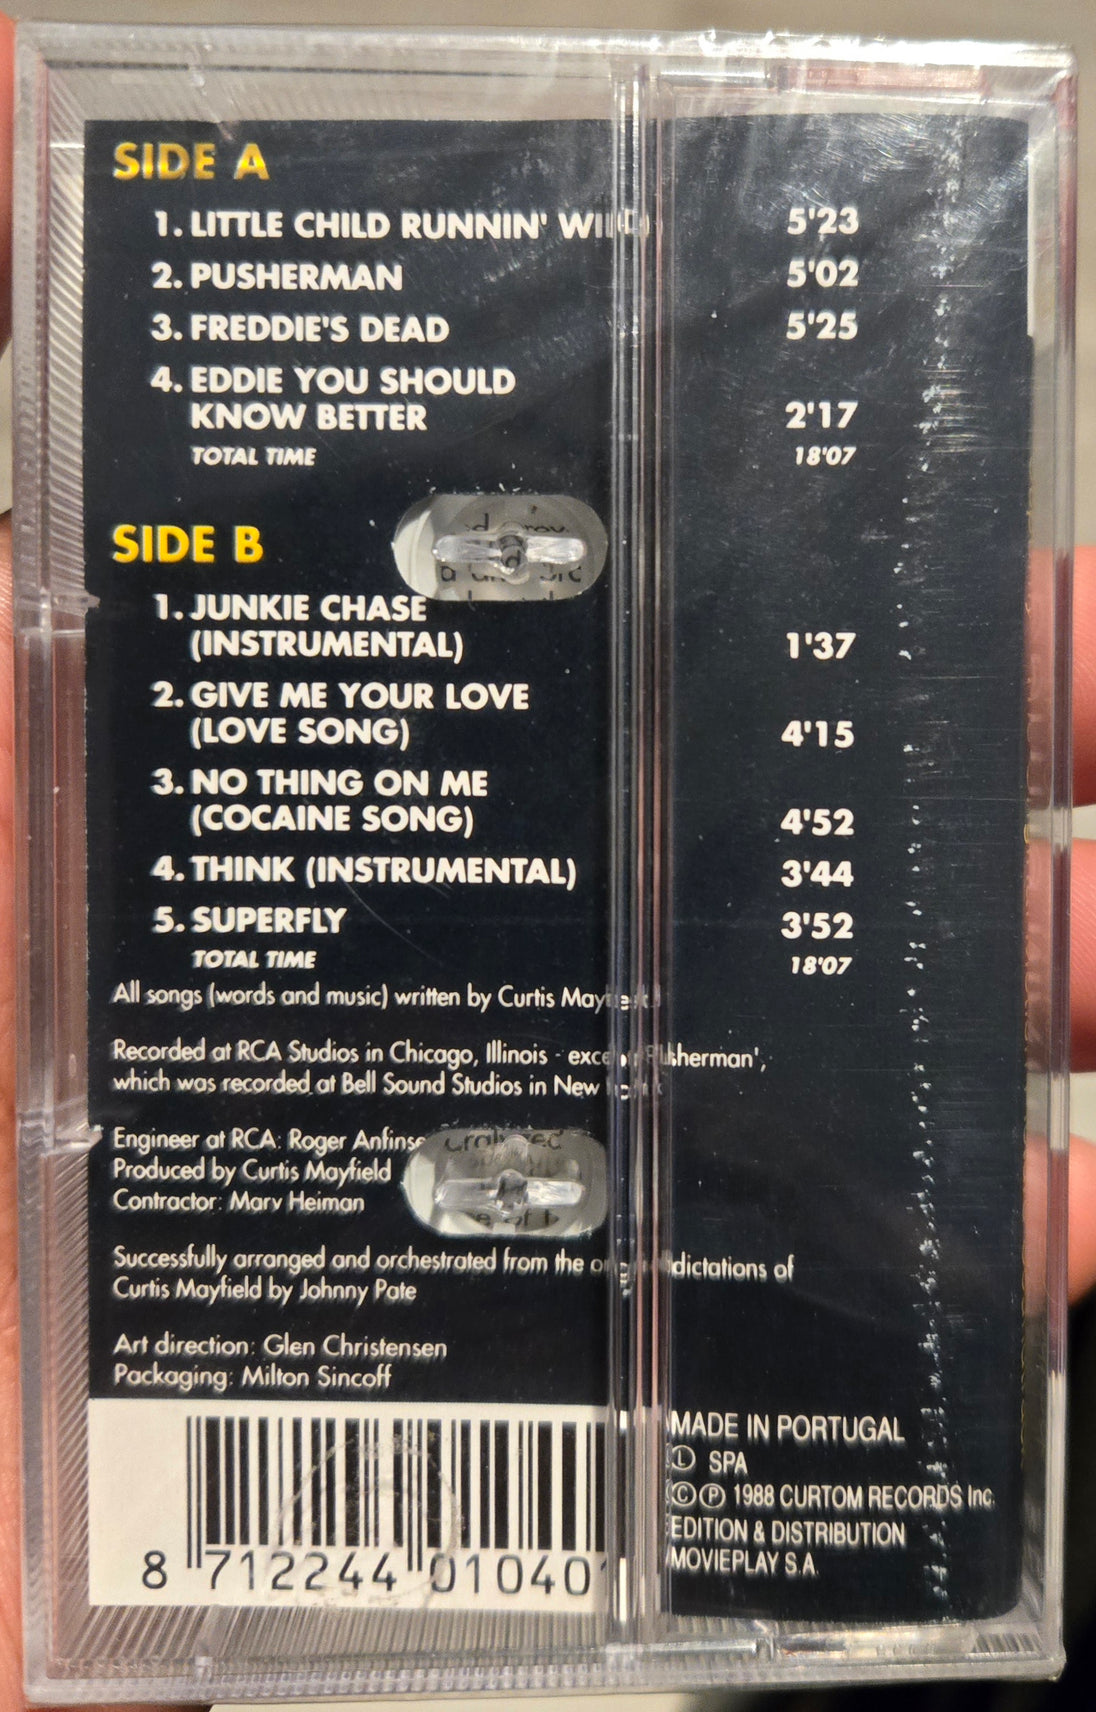 SIDE A
1. LITTLE CHILD RUNNIN' 5'23
2. PUSHERMAN 5'02
3. FREDDIE'S DEAD 5'25
4. EDDIE YOU SHOULD
KNOW BETTER 2'17
TOTAL TIME 18'07
SIDE B
1. JUNKIE CHASE
(INSTRUMENTAL) 1'37
2. GIVE ME YOUR LOVE
(LOVE SONG) 4'15
3. NO THING ON ME
(COCAINE SONG) 4'52
4. THINK (INSTRUMENTAL) 3'44
5. SUPERFLY 3'52
TOTAL TIME 18'07
All songs (words and music) written by Curtis Mayfield
Recorded at RCA Studios in Chicago, Illinois - except 'Pusherman',
which was recorded at Bell Sound Studios in New York
Engineer at RCA: Roger Anfinse
Produced by Curtis Mayfield
Contractor: Marv Heiman
Successfully arranged and orchestrated from the original dictations of
Curtis Mayfield by Johnny Pate
Art direction: Glen Christensen
Packaging: Milton Sincoff
MADE IN PORTUGAL
Ⓛ SPA
© ℗ 1988 CURTOM RECORDS Inc.
EDITION & DISTRIBUTION
MOVIEPLAY S.A.
8 712244 010401